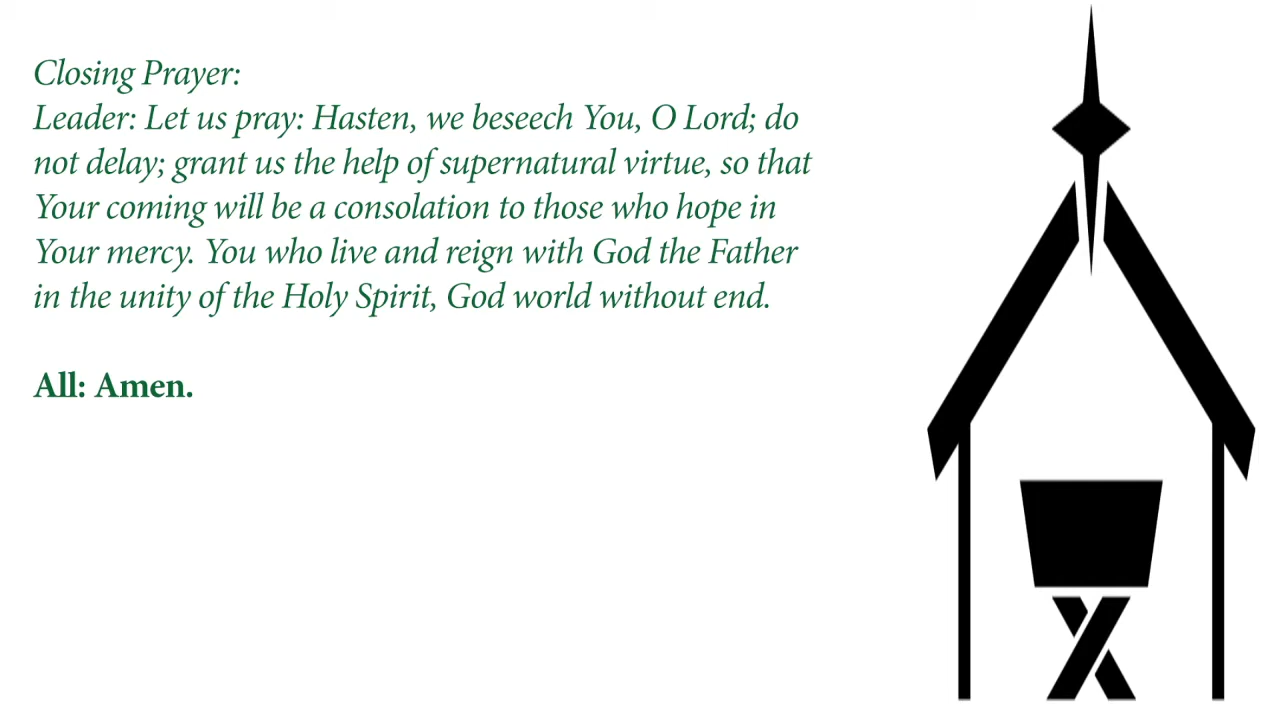 Closing Prayer:
Leader: Let us pray: Hasten, we beseech You, O Lord; do
not delay; grant us the help of supernatural virtue, so that
Your coming will be a consolation to those who hope in
Your mercy. You who live and reign with God the Father
in the unity of the Holy Spirit, God world without end.
All: Amen.